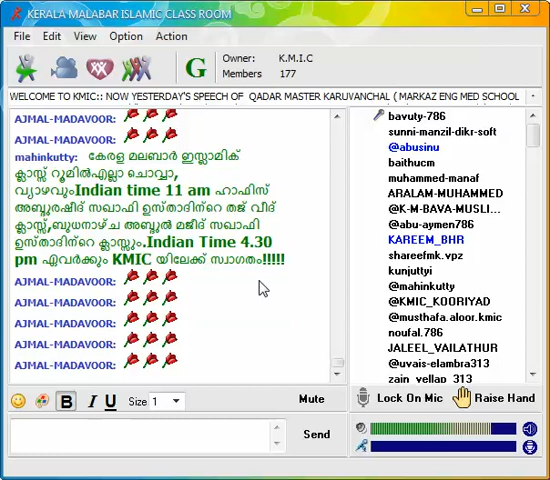 KERALA MALABAR ISLAMIC CLASS ROOM
File Edit View Option Action
G
Owner: K.M.I.C
Members 177
WELCOME TO KMIC:: NOW YESTERDAY'S SPEECH OF QADAR MASTER KARUVANCHAL ( MARKAZ ENG MED SCHOOL
AJMAL-MADAVOOR:
AJMAL-MADAVOOR:
mahinkutty: കേരള മലബാർ ഇസ്ലാമിക്
ക്ലാസ്സ് റൂമിൽഎല്ലാ ചൊവ്വാ,
വ്യാഴവുംIndian time 11 am ഹാഫിസ്
അബ്ദുറഷീദ് സഖാഫി ഉസ്താദിന്റെ തജ് വീദ്
ക്ലാസ്സ്,ബുധനാഴ്ച അബ്ദുൽ മജീദ് സഖാഫി
ഉസ്താദിന്റെ ക്ലാസ്സും.Indian Time 4.30
pm ഏവർക്കും KMIC യിലേക്ക് സ്വാഗതം!!!!!
AJMAL-MADAVOOR:
AJMAL-MADAVOOR:
AJMAL-MADAVOOR:
AJMAL-MADAVOOR:
AJMAL-MADAVOOR:
bavuty-786
sunni-manzil-dikr-soft
@abusinu
baithucm
muhammed-manaf
ARALAM-MUHAMMED
@K-M-BAVA-MUSLI...
@abu-aymen786
KAREEM_BHR
shareefmk.vpz
kunjuttyi
@mahinkutty
@KMIC_KOORIYAD
@musthafa.aloor.kmic
noufal.786
JALEEL_VAILATHUR
@uvais-elambra313
zain_yellap_313
B I U Size 1 Mute
Lock On Mic Raise Hand
Send